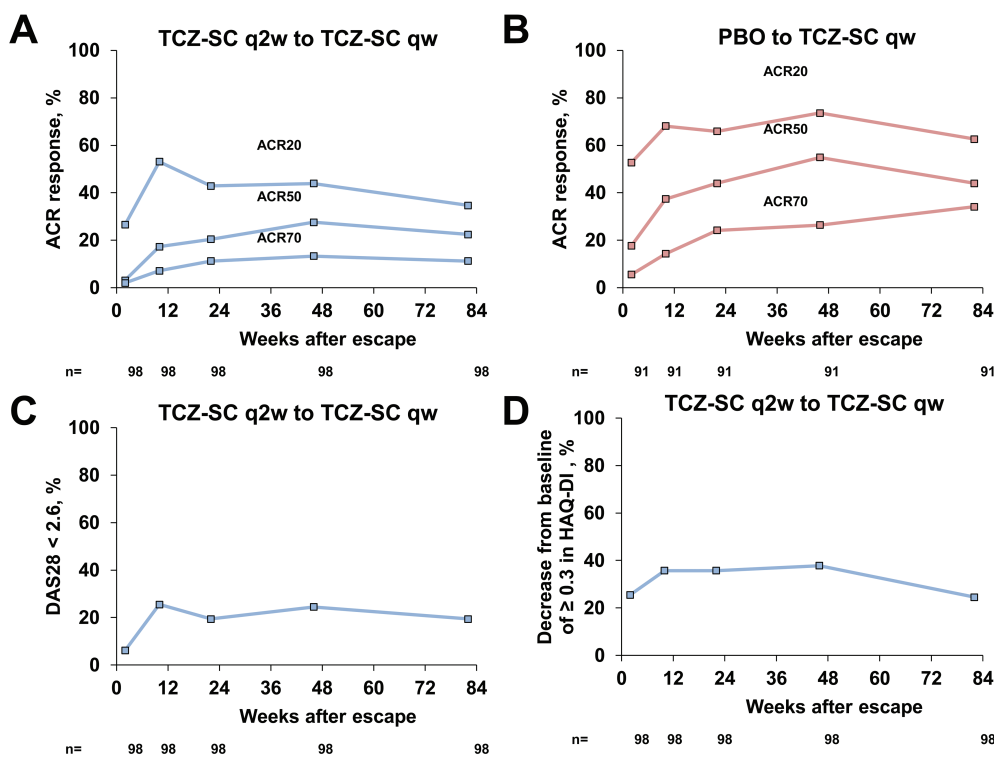 A
TCZ-SC q2w to TCZ-SC qw
ACR response, %
100
80
60
40
20
0
ACR20
ACR50
ACR70
0 12 24 36 48 60 72 84
Weeks after escape
n= 98 98 98 98 98
B
PBO to TCZ-SC qw
ACR response, %
100
80
60
40
20
0
ACR20
ACR50
ACR70
0 12 24 36 48 60 72 84
Weeks after escape
n= 91 91 91 91 91
C
TCZ-SC q2w to TCZ-SC qw
DAS28 < 2.6, %
100
80
60
40
20
0
0 12 24 36 48 60 72 84
Weeks after escape
n= 98 98 98 98 98
D
TCZ-SC q2w to TCZ-SC qw
Decrease from baseline
of ≥ 0.3 in HAQ-DI , %
100
80
60
40
20
0
0 12 24 36 48 60 72 84
Weeks after escape
n= 98 98 98 98 98